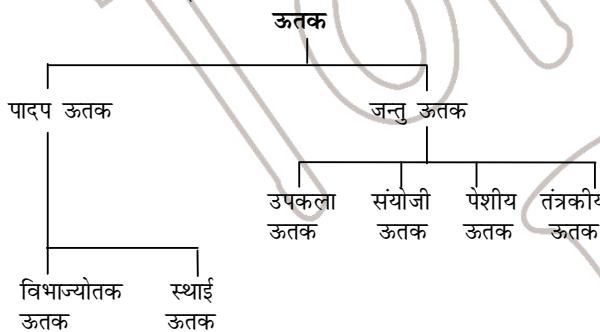 ऊतक
पादप ऊतक
जन्तु ऊतक
उपकला ऊतक
संयोजी ऊतक
पेशीय ऊतक
तंत्रकीय ऊतक
विभाज्योतक ऊतक
स्थाई ऊतक